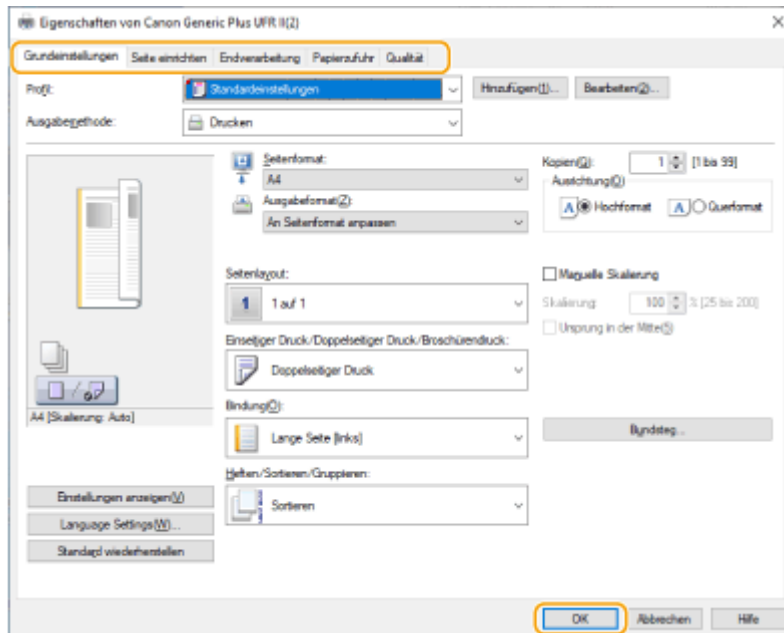 Eigenschaften von Canon Generic Plus UFR II(2)
Grundeinstellungen Seite einrichten Endverarbeitung Papierzufuhr Qualität
Profil: Standardeinstellungen Hinzufügen(1)... Bearbeiten(2)...
Ausgabemethode: Drucken
Seitenformat:
A4
Ausgabeformat(Z):
An Seitenformat anpassen
Kopien(Q): 1 [1 bis 99]
Ausrichtung(O)
A Hochformat A Querformat
Seitenlayout:
1 1 auf 1
Manuelle Skalierung
Skalierung: 100 % [25 bis 200]
Ursprung in der Mitte(5)
Einseitiger Druck/Doppelseitiger Druck/Broschürendruck:
Doppelseitiger Druck
A4 [Skalierung: Auto]
Bindung(O):
Lange Seite [links]
Bundsteg...
Heften/Sortieren/Gruppieren:
Sortieren
Einstellungen anzeigen(V)
Language Settings(W)...
Standard wiederherstellen
OK Abbrechen Hilfe